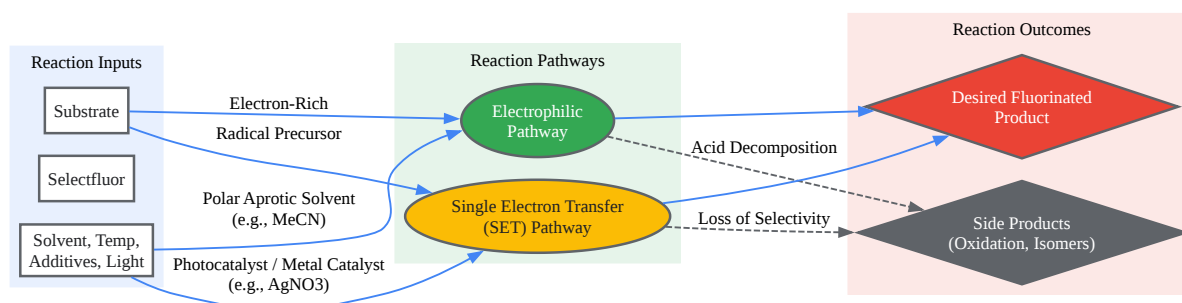 Reaction Inputs
Substrate
Selectfluor
Solvent, Temp,
Additives, Light
Electron-Rich
Radical Precursor
Polar Aprotic Solvent
(e.g., MeCN)
Photocatalyst / Metal Catalyst
(e.g., AgNO3)
Reaction Pathways
Electrophilic
Pathway
Single Electron Transfer
(SET) Pathway
Acid Decomposition
Loss of Selectivity
Reaction Outcomes
Desired Fluorinated
Product
Side Products
(Oxidation, Isomers)